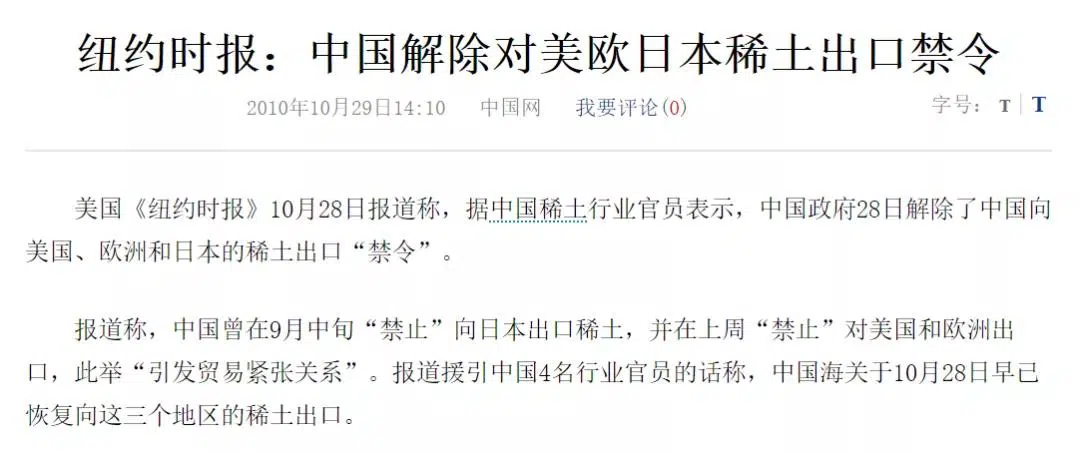 纽约时报：中国解除对美欧日本稀土出口禁令
2010年10月29日14:10 中国网 我要评论(0) 字号：T|T
美国《纽约时报》10月28日报道称，据中国稀土行业官员表示，中国政府28日解除了中国向
美国、欧洲和日本的稀土出口“禁令”。
报道称，中国曾在9月中旬“禁止”向日本出口稀土，并在上周“禁止”对美国和欧洲出
口，此举“引发贸易紧张关系”。报道援引中国4名行业官员的话称，中国海关于10月28日早已
恢复向这三个地区的稀土出口。